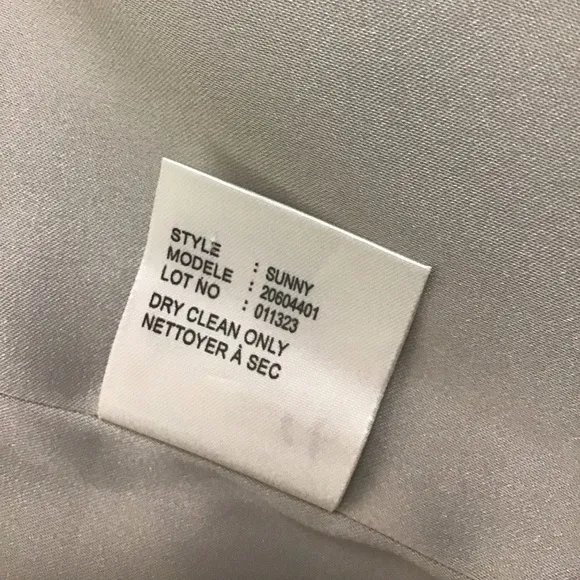 STYLE : SUNNY
MODELE : 20604401
LOT NO : 011323
DRY CLEAN ONLY
NETTOYER À SEC